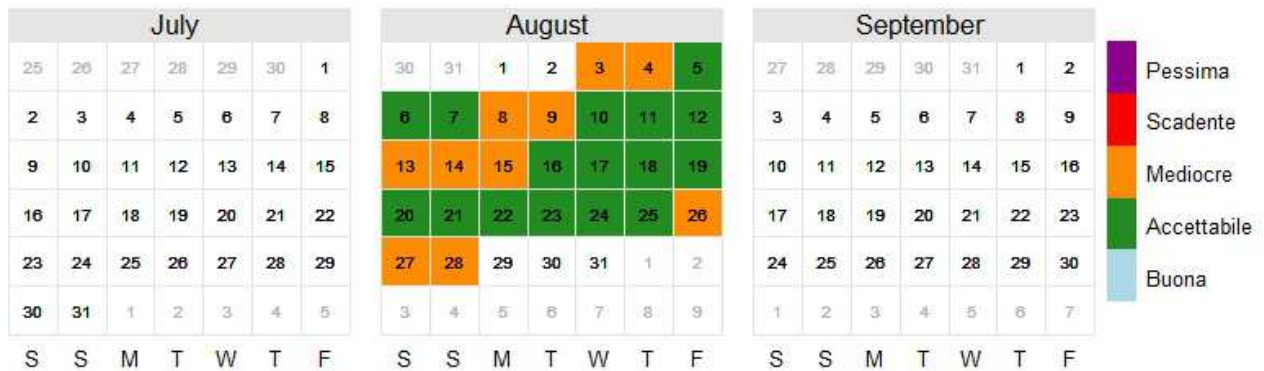 July August September
25 26 27 28 29 30 1 30 31 1 2 3 4 5 27 28 29 30 31 1 2
Pessima
2 3 4 5 6 7 8 6 7 8 9 10 11 12 3 4 5 6 7 8 9
Scadente
9 10 11 12 13 14 15 13 14 15 16 17 18 19 10 11 12 13 14 15 16
Mediocre
16 17 18 19 20 21 22 20 21 22 23 24 25 26 17 18 19 20 21 22 23
Accettabile
23 24 25 26 27 28 29 27 28 29 30 31 1 2 24 25 26 27 28 29 30
Buona
30 31 1 2 3 4 5 3 4 5 6 7 8 9 1 2 3 4 5 6 7
S S M T W T F S S M T W T F S S M T W T F